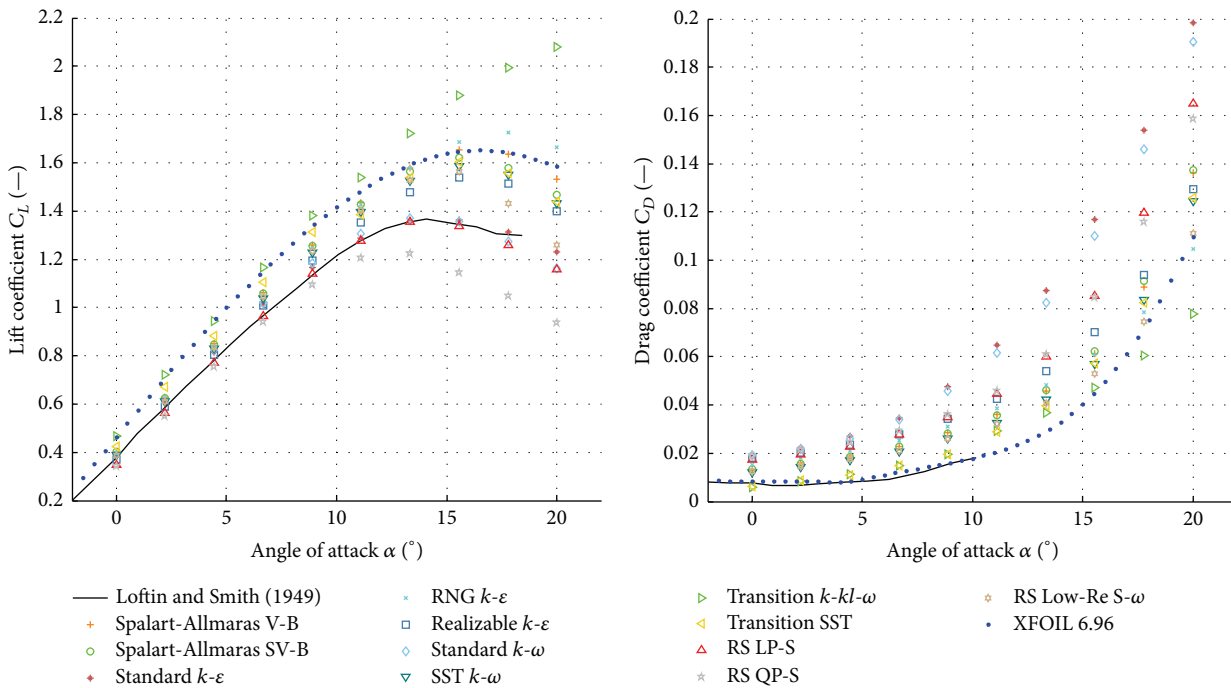 2.2
2
1.8
1.6
1.4
1.2
1
0.8
0.6
0.4
0.2
Lift coefficient C_L (—)
0 5 10 15 20
Angle of attack α (°)
0.2
0.18
0.16
0.14
0.12
0.1
0.08
0.06
0.04
0.02
0
Drag coefficient C_D (—)
0 5 10 15 20
Angle of attack α (°)
Loftin and Smith (1949)
Spalart-Allmaras V-B
Spalart-Allmaras SV-B
Standard k-ε
RNG k-ε
Realizable k-ε
Standard k-ω
SST k-ω
Transition k-kl-ω
Transition SST
RS LP-S
RS QP-S
RS Low-Re S-ω
XFOIL 6.96